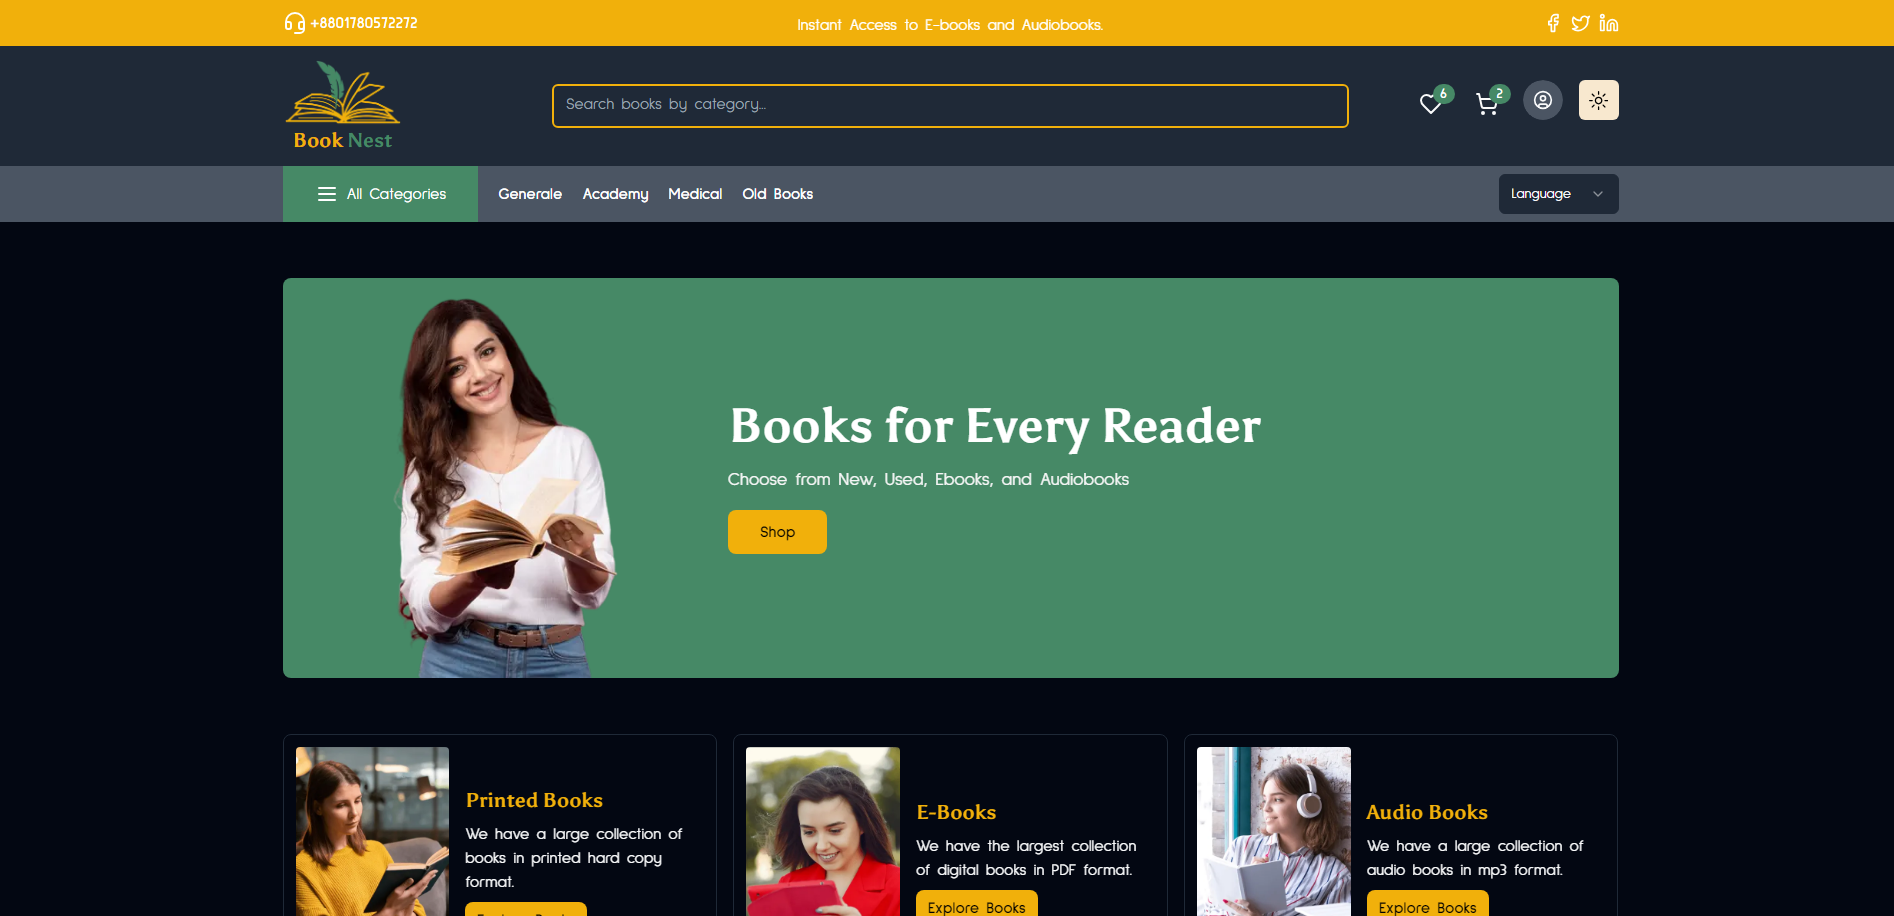 +8801780572272
Instant Access to E-books and Audiobooks.
Book Nest
Search books by category...
6
2
All Categories
Generale
Academy
Medical
Old Books
Language
Books for Every Reader
Choose from New, Used, Ebooks, and Audiobooks
Shop
Printed Books
We have a large collection of
books in printed hard copy
format.
E-Books
We have the largest collection
of digital books in PDF format.
Explore Books
Audio Books
We have a large collection of
audio books in mp3 format.
Explore Books